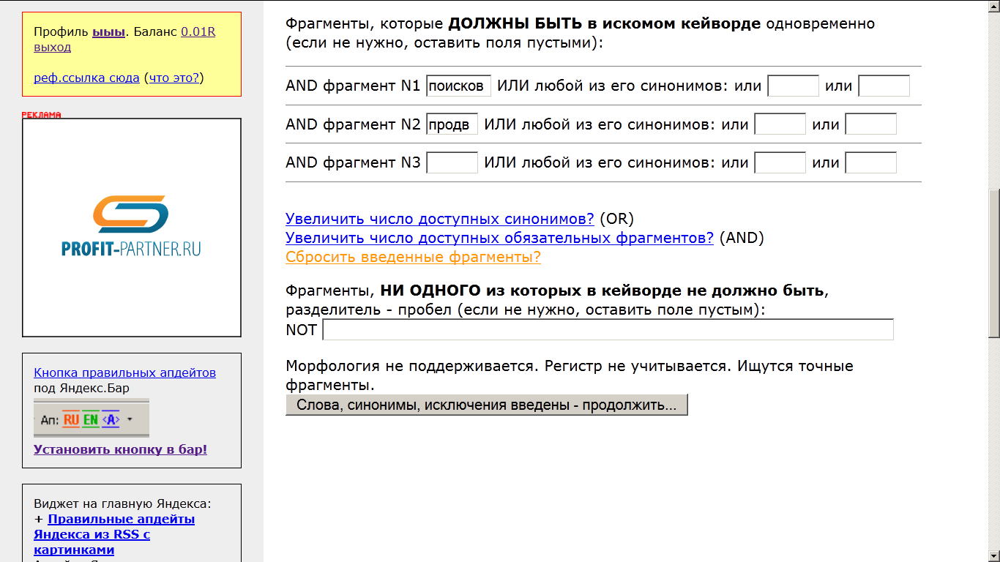 Профиль ыыы. Баланс 0.01R
выход
реф.ссылка сюда (что это?)
РЕКЛАМА
PROFIT-PARTNER.RU
Кнопка правильных апдейтов
под Яндекс.Бар
Ап: RU EN <A>
Установить кнопку в бар!
Виджет на главную Яндекса:
+ Правильные апдейты
Яндекса из RSS с
картинками
Фрагменты, которые ДОЛЖНЫ БЫТЬ в искомом кейворде одновременно
(если не нужно, оставить поля пустыми):
AND фрагмент N1 поисков ИЛИ любой из его синонимов: или или
AND фрагмент N2 продв ИЛИ любой из его синонимов: или или
AND фрагмент N3 ИЛИ любой из его синонимов: или или
Увеличить число доступных синонимов? (OR)
Увеличить число доступных обязательных фрагментов? (AND)
Сбросить введенные фрагменты?
Фрагменты, НИ ОДНОГО из которых в кейворде не должно быть,
разделитель - пробел (если не нужно, оставить поле пустым):
NOT
Морфология не поддерживается. Регистр не учитывается. Ищутся точные
фрагменты.
Слова, синонимы, исключения введены - продолжить...